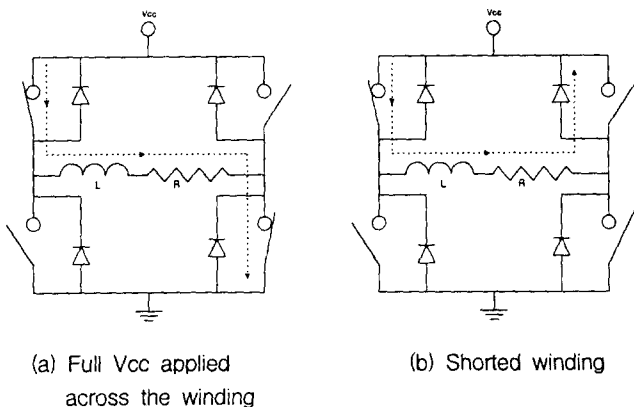 Vcc
Vcc
L
R
L
R
(a) Full Vcc applied
across the winding
(b) Shorted winding